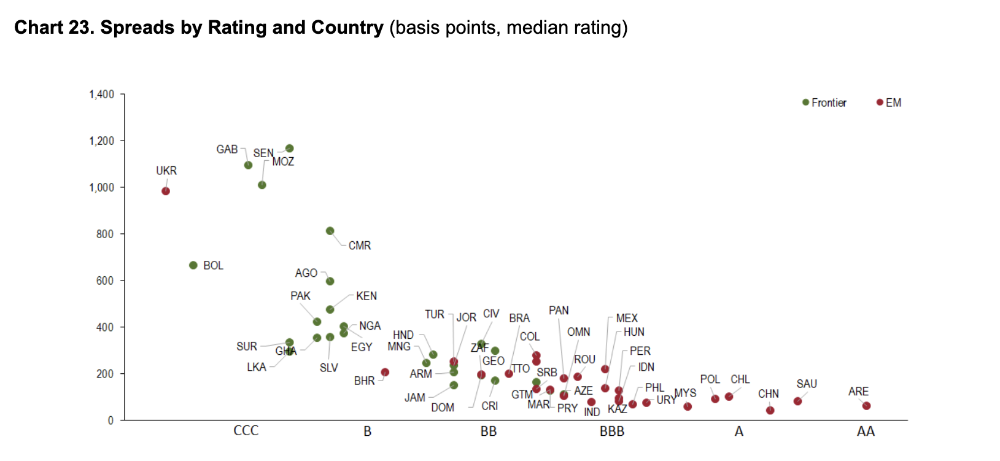 Chart 23. Spreads by Rating and Country (basis points, median rating)
1,400
Frontier
EM
1,200
GAB
SEN
MOZ
UKR
1,000
800
CMR
BOL
AGO
600
PAK
KEN
PAN
TUR
JOR
CIV
BRA
MEX
400
NGA
HND
COL
OMN
HUN
SUR
GHA
EGY
MNG
ZAF
PER
LKA
SLV
GEO
ROU
IDN
200
BHR
ARM
TTO
SRB
POL
CHL
SAU
JAM
GTM
AZE
PHL
MYS
CHN
ARE
DOM
CRI
MAR
PRY
IND
KAZ
URY
0
CCC
B
BB
BBB
A
AA